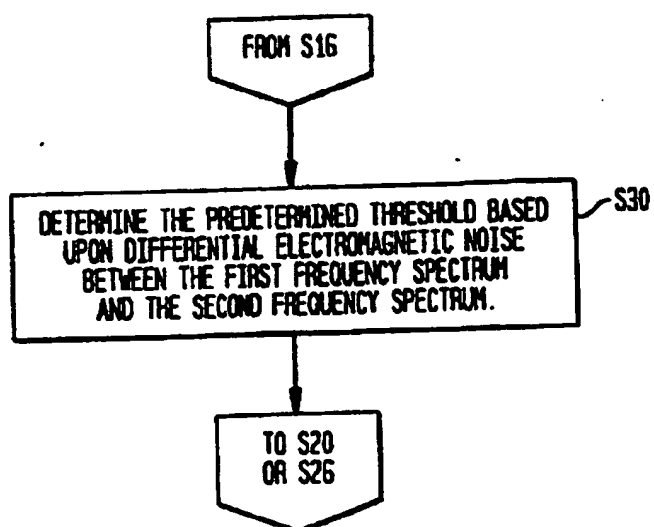 FROM S16
DETERMINE THE PREDETERMINED THRESHOLD BASED
UPON DIFFERENTIAL ELECTROMAGNETIC NOISE
BETWEEN THE FIRST FREQUENCY SPECTRUM
AND THE SECOND FREQUENCY SPECTRUM.
S30
TO S20
OR S26